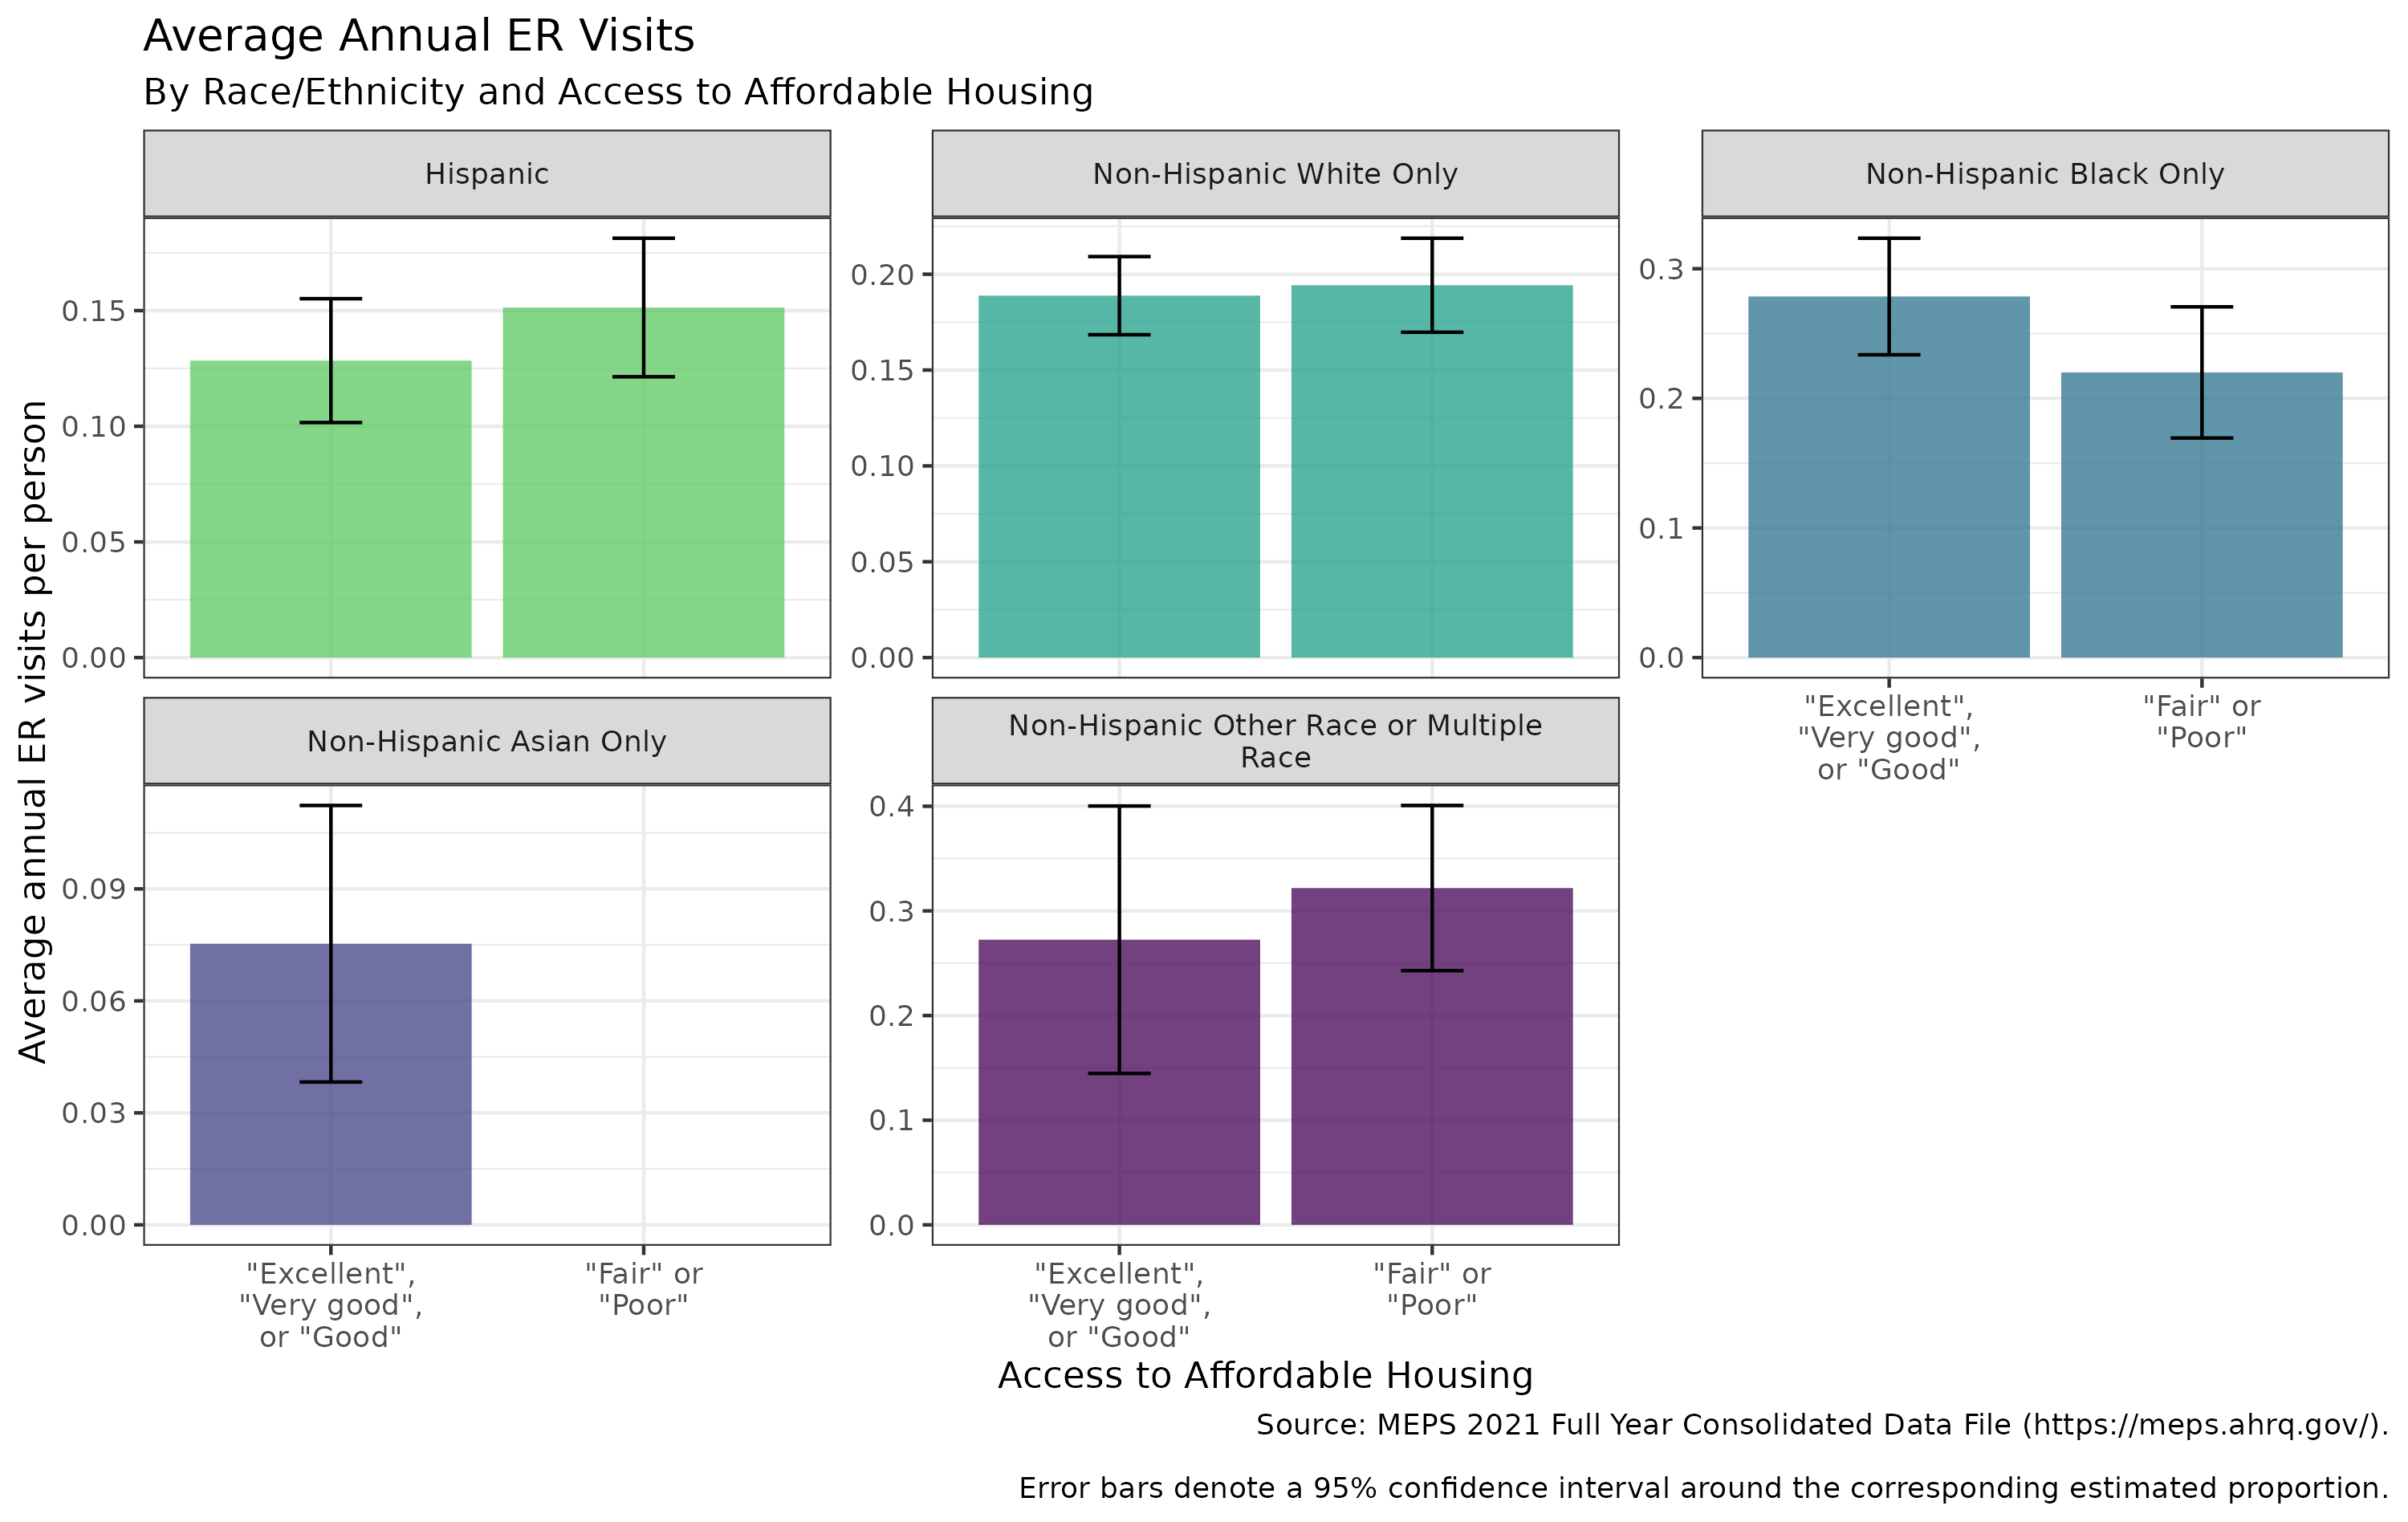 Average Annual ER Visits
By Race/Ethnicity and Access to Affordable Housing
Average annual ER visits per person
Hispanic
0.15
0.10
0.05
0.00
Non-Hispanic White Only
0.20
0.15
0.10
0.05
0.00
Non-Hispanic Black Only
0.3
0.2
0.1
0.0
"Excellent",
"Very good",
or "Good"
"Fair" or
"Poor"
Non-Hispanic Asian Only
0.09
0.06
0.03
0.00
"Excellent",
"Very good",
or "Good"
"Fair" or
"Poor"
Non-Hispanic Other Race or Multiple
Race
0.4
0.3
0.2
0.1
0.0
"Excellent",
"Very good",
or "Good"
"Fair" or
"Poor"
Access to Affordable Housing
Source: MEPS 2021 Full Year Consolidated Data File (https://meps.ahrq.gov/).
Error bars denote a 95% confidence interval around the corresponding estimated proportion.